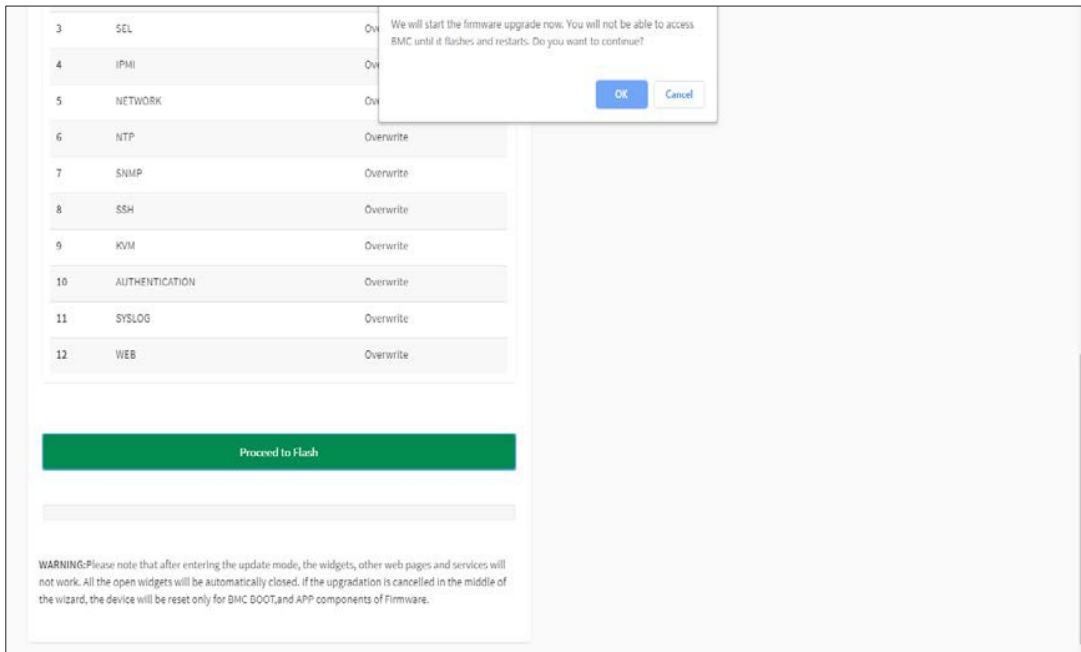 We will start the firmware upgrade now. You will not be able to access
BMC until it flashes and restarts. Do you want to continue?
OK Cancel
3 SEL
4 IPMI
5 NETWORK
6 NTP Overwrite
7 SNMP Overwrite
8 SSH Overwrite
9 KVM Overwrite
10 AUTHENTICATION Overwrite
11 SYSLOG Overwrite
12 WEB Overwrite
Proceed to Flash
WARNING:Please note that after entering the update mode, the widgets, other web pages and services will
not work. All the open widgets will be automatically closed. If the upgradation is cancelled in the middle of
the wizard, the device will be reset only for BMC BOOT,and APP components of Firmware.